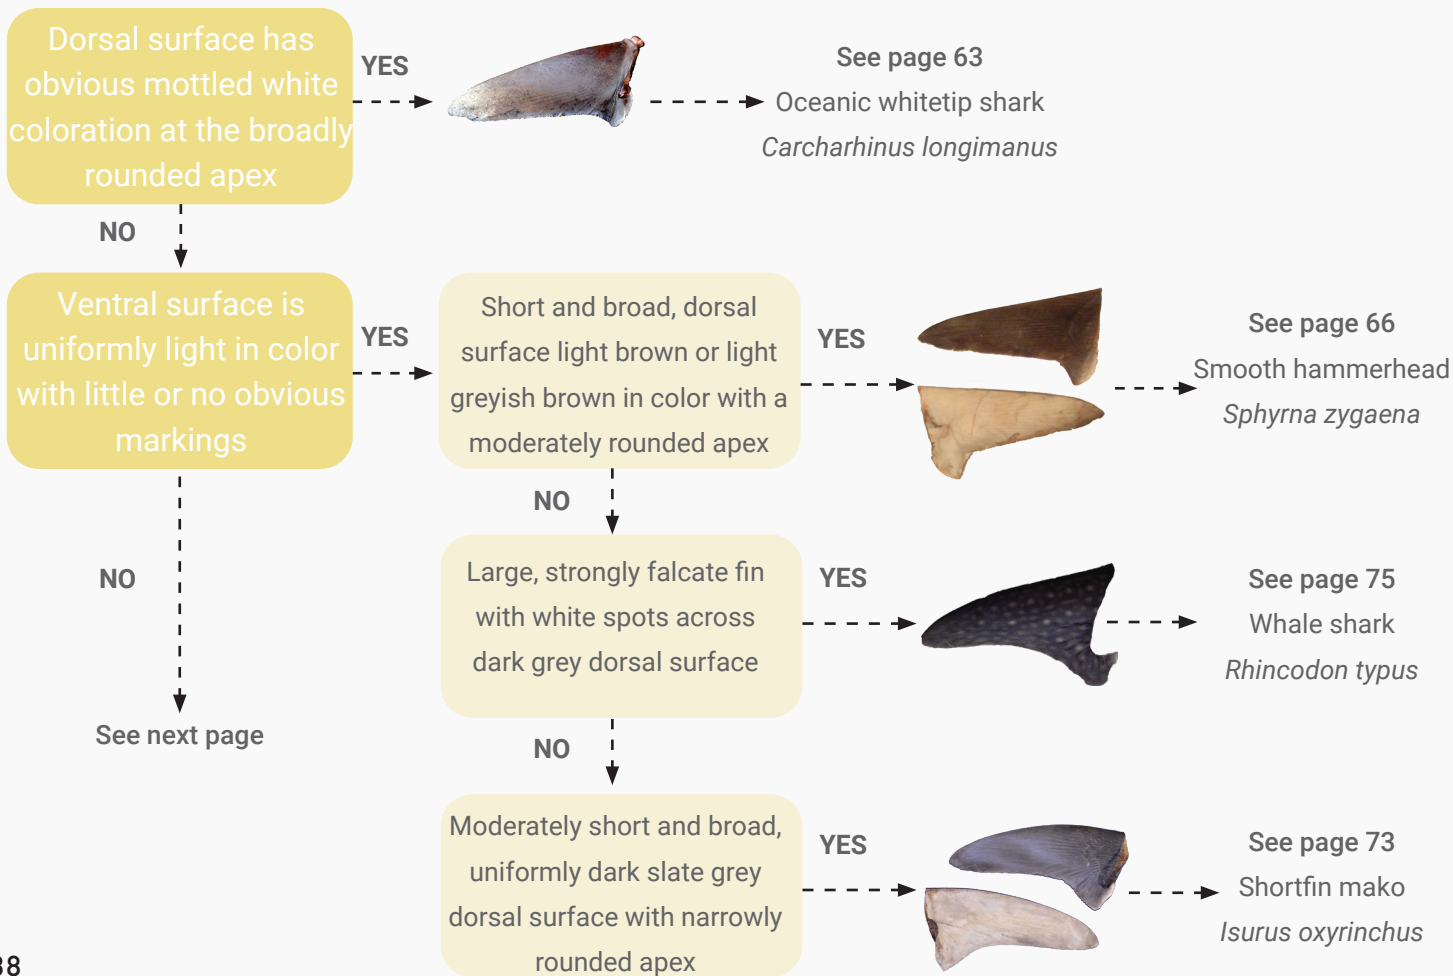 Dorsal surface has
obvious mottled white
coloration at the broadly
rounded apex
YES
See page 63
Oceanic whitetip shark
Carcharhinus longimanus
NO
Ventral surface is
uniformly light in color
with little or no obvious
markings
YES
Short and broad, dorsal
surface light brown or light
greyish brown in color with a
moderately rounded apex
YES
See page 66
Smooth hammerhead
Sphyrna zygaena
NO
Large, strongly falcate fin
with white spots across
dark grey dorsal surface
YES
See page 75
Whale shark
Rhincodon typus
NO
See next page
NO
Moderately short and broad,
uniformly dark slate grey
dorsal surface with narrowly
rounded apex
YES
See page 73
Shortfin mako
Isurus oxyrinchus